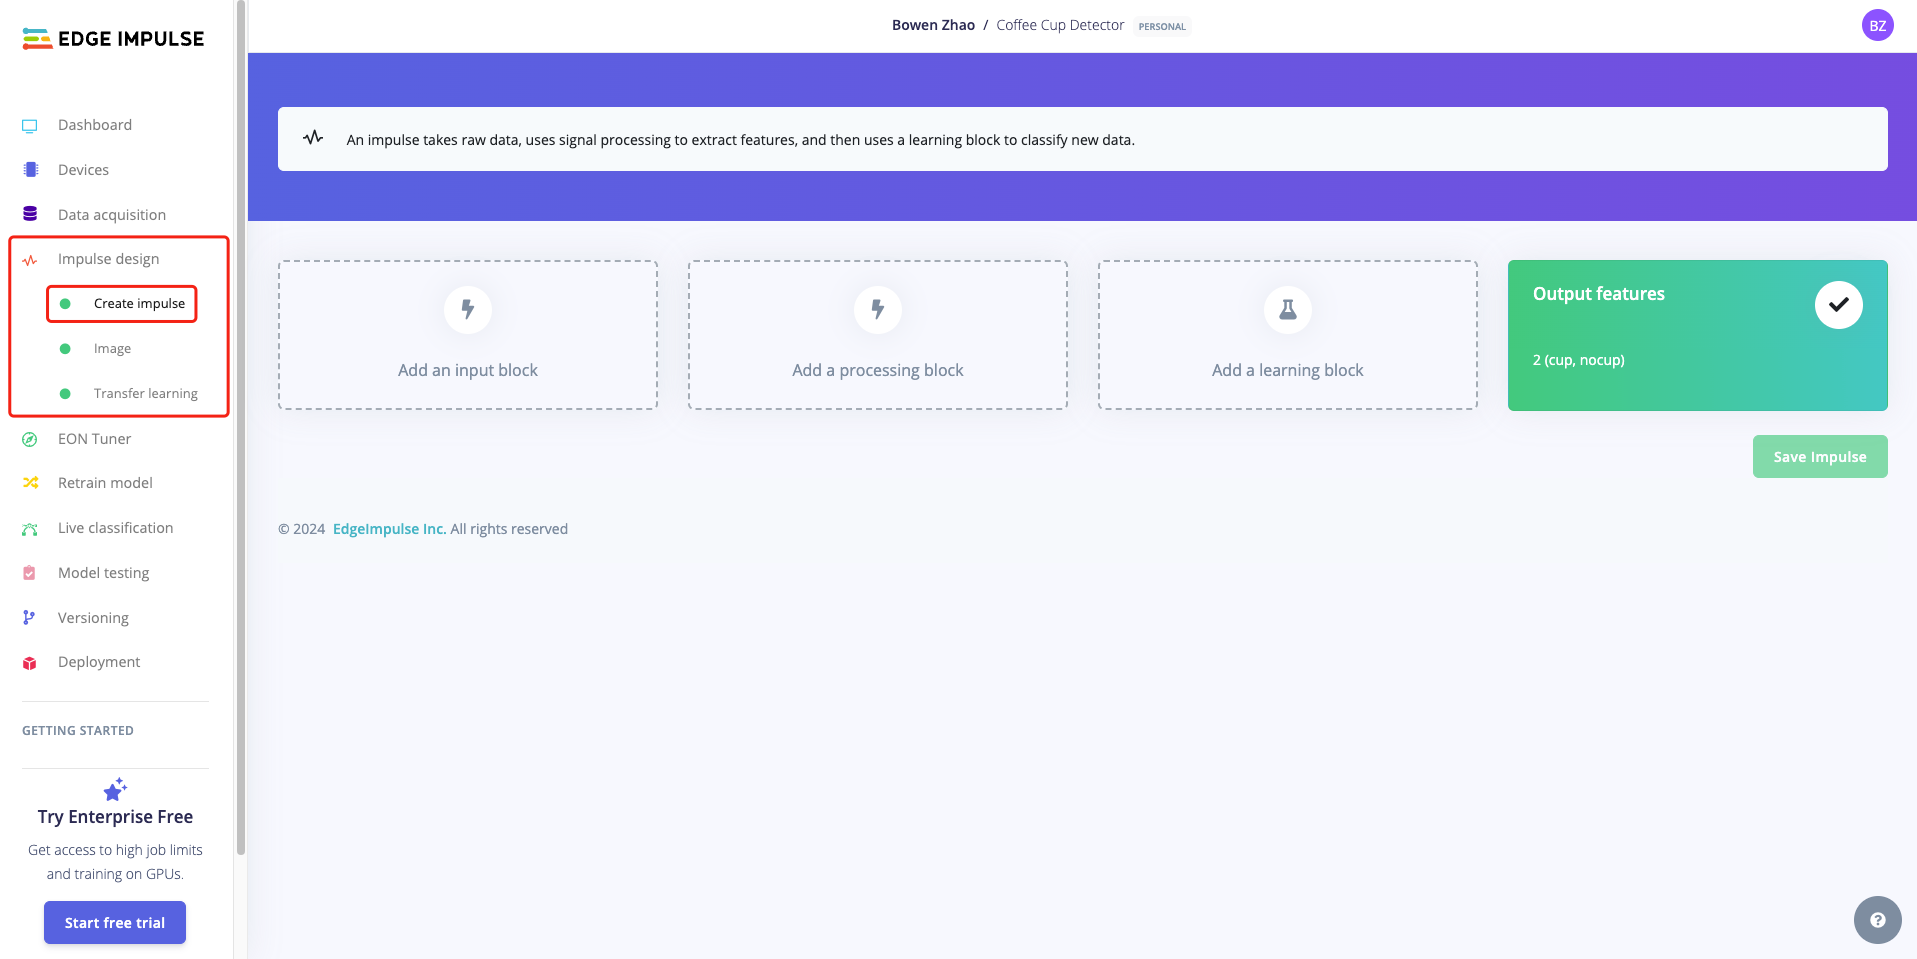 EDGE IMPULSE
Bowen Zhao / Coffee Cup Detector PERSONAL
BZ
Dashboard
Devices
Data acquisition
Impulse design
Create impulse
Image
Transfer learning
EON Tuner
Retrain model
Live classification
Model testing
Versioning
Deployment
GETTING STARTED
Try Enterprise Free
Get access to high job limits
and training on GPUs.
Start free trial
An impulse takes raw data, uses signal processing to extract features, and then uses a learning block to classify new data.
Add an input block
Add a processing block
Add a learning block
Output features
2 (cup, nocup)
Save Impulse
© 2024 EdgeImpulse Inc. All rights reserved
?